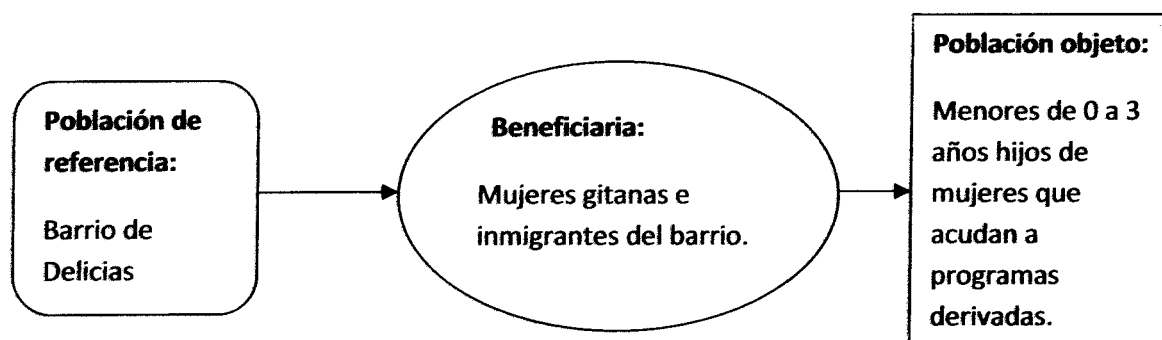 Población de
referencia:
Barrio de
Delicias
Beneficiaria:
Mujeres gitanas e
inmigrantes del barrio.
Población objeto:
Menores de 0 a 3
años hijos de
mujeres que
acudan a
programas
derivadas.